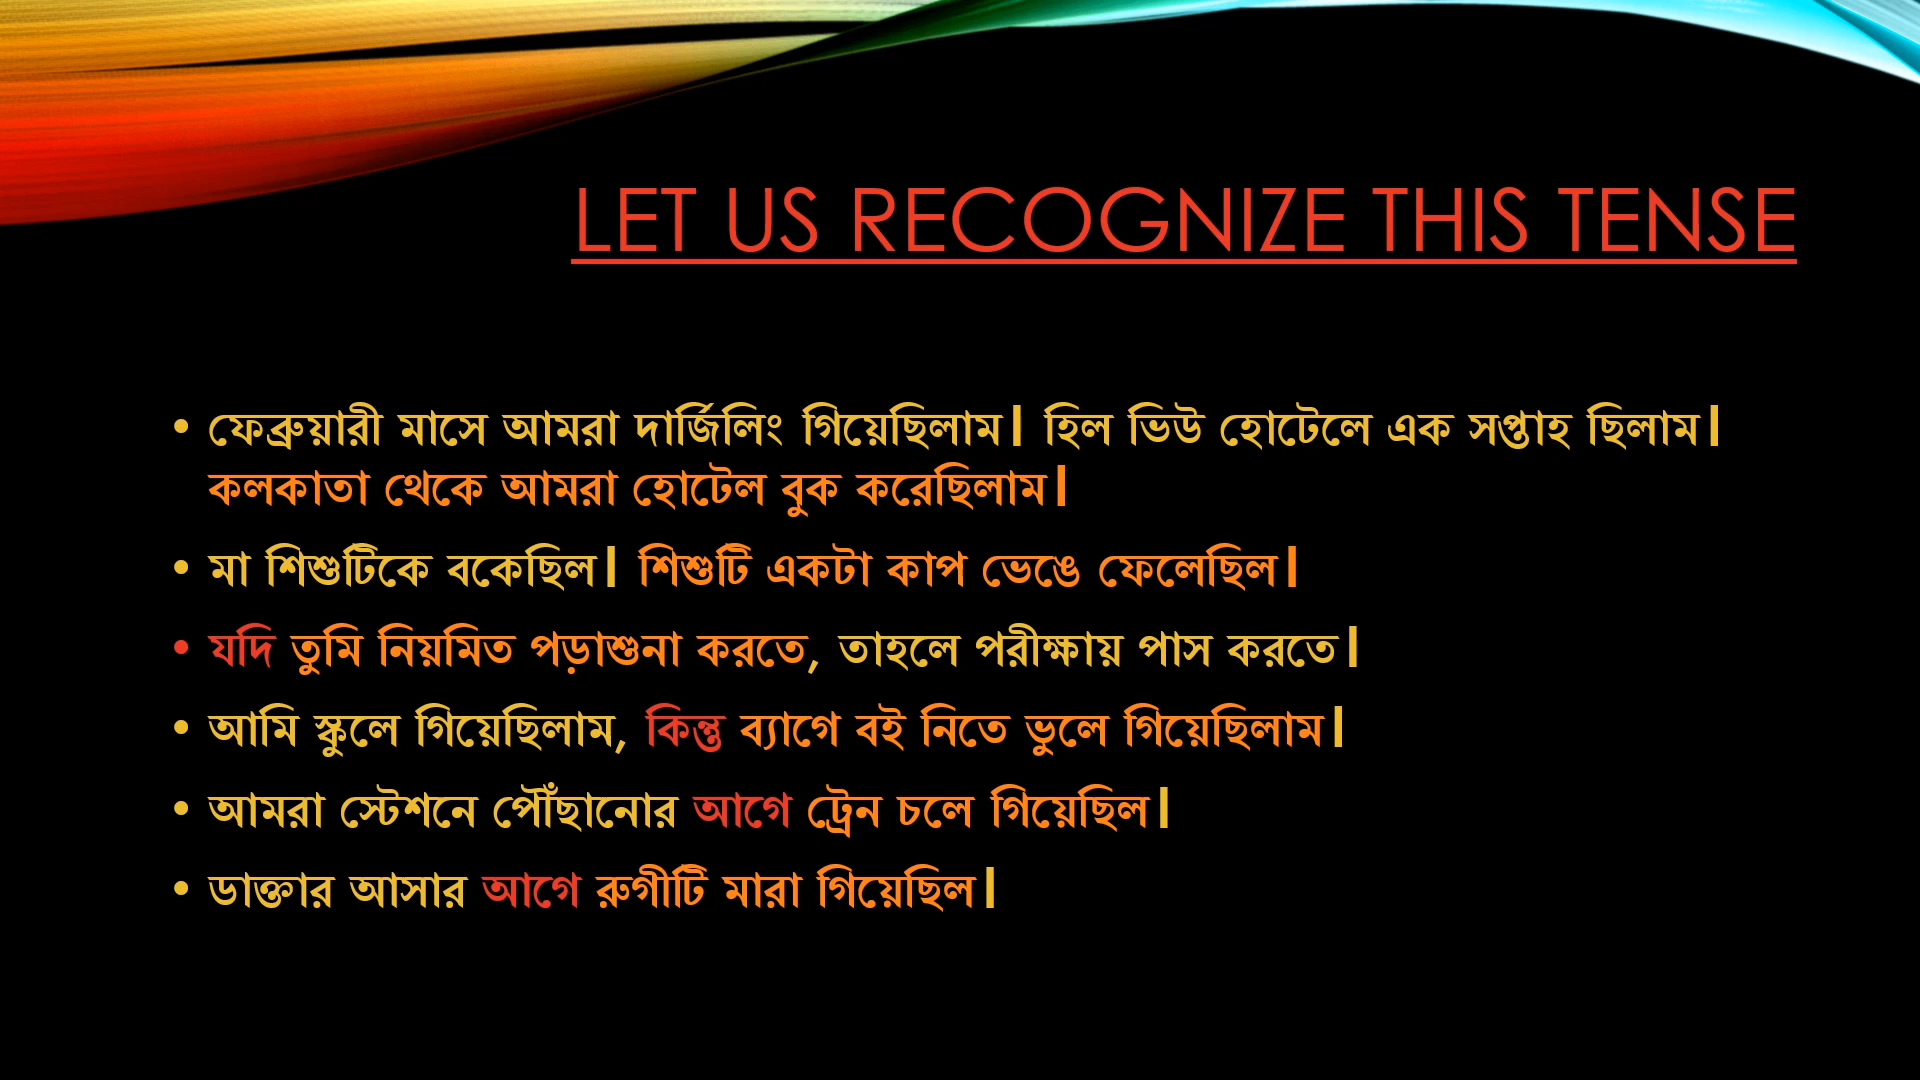 LET US RECOGNIZE THIS TENSE
• ফেব্রুয়ারী মাসে আমরা দার্জিলিং গিয়েছিলাম। হিল ভিউ হোটেলে এক সপ্তাহ ছিলাম।
কলকাতা থেকে আমরা হোটেল বুক করেছিলাম।
• মা শিশুটিকে বকেছিল। শিশুটি একটা কাপ ভেঙে ফেলেছিল।
• যদি তুমি নিয়মিত পড়াশুনা করতে, তাহলে পরীক্ষায় পাস করতে।
• আমি স্কুলে গিয়েছিলাম, কিন্তু ব্যাগে বই নিতে ভুলে গিয়েছিলাম।
• আমরা স্টেশনে পৌঁছানোর আগে ট্রেন চলে গিয়েছিল।
• ডাক্তার আসার আগে রুগীটি মারা গিয়েছিল।